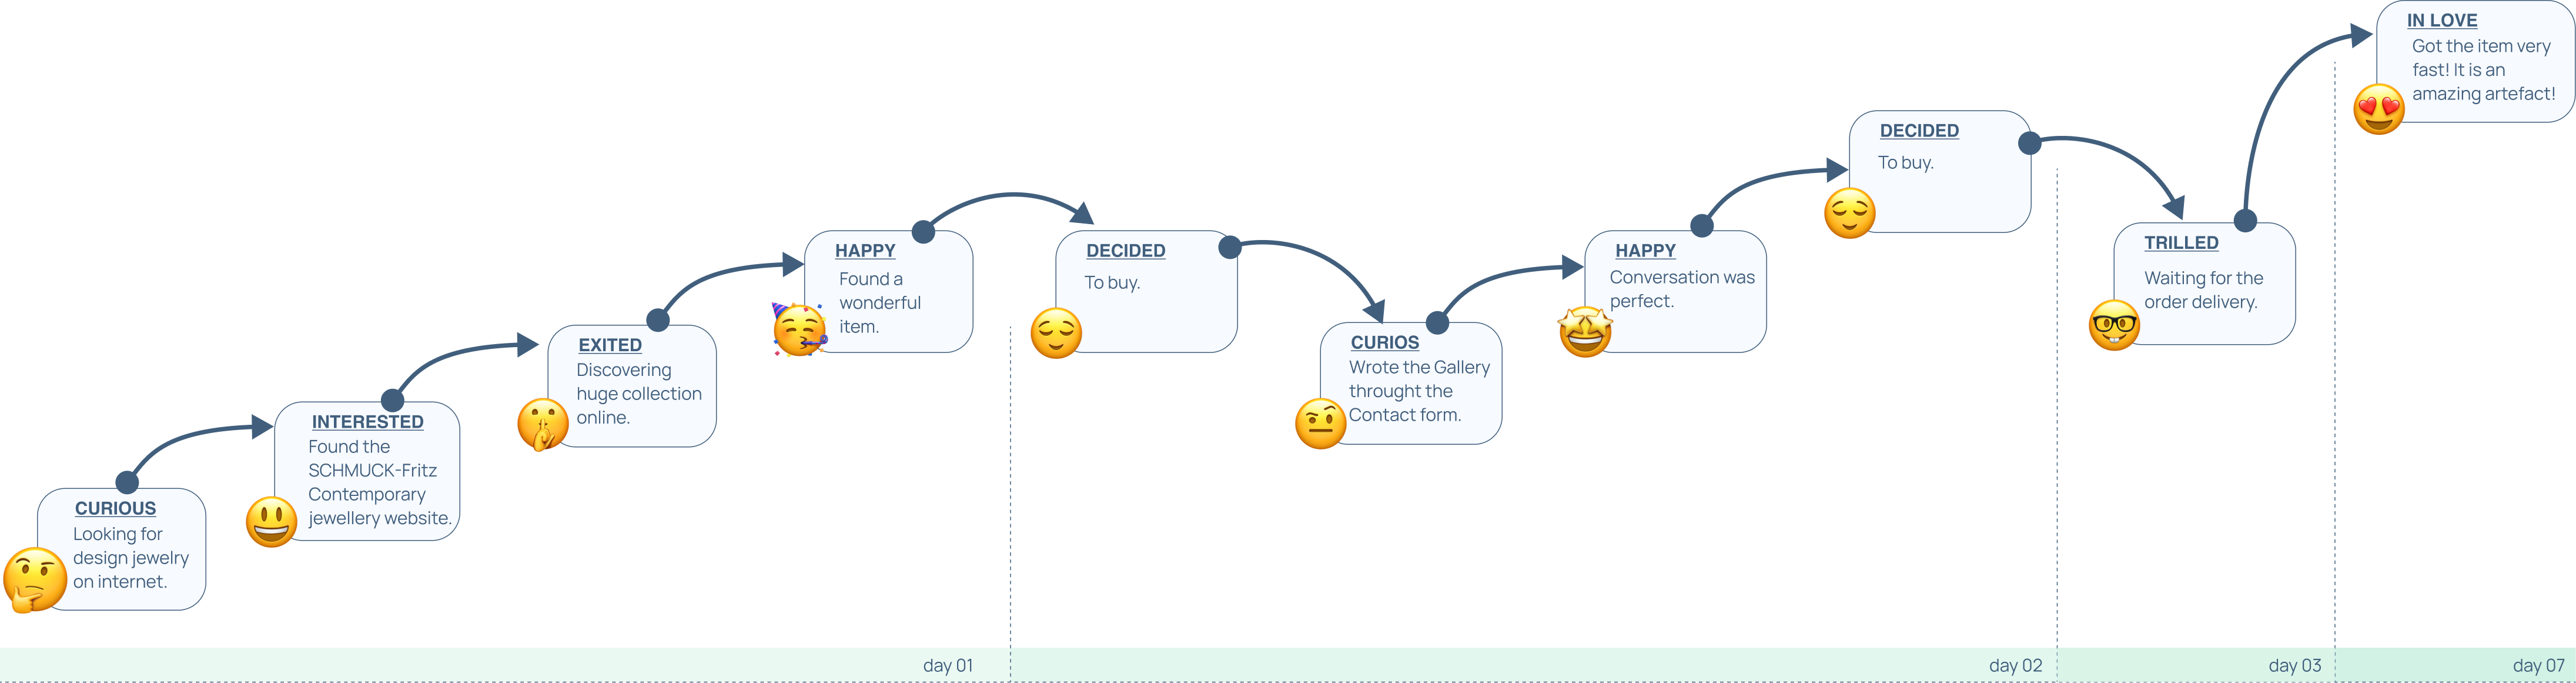 CURIOUS
Looking for
design jewelry
on internet.
INTERESTED
Found the
SCHMUCK-Fritz
Contemporary
jewellery website.
EXITED
Discovering
huge collection
online.
HAPPY
Found a
wonderful
item.
DECIDED
To buy.
CURIOS
Wrote the Gallery
throught the
Contact form.
HAPPY
Conversation was
perfect.
DECIDED
To buy.
TRILLED
Waiting for the
order delivery.
IN LOVE
Got the item very
fast! It is an
amazing artefact!
day 01
day 02
day 03
day 07